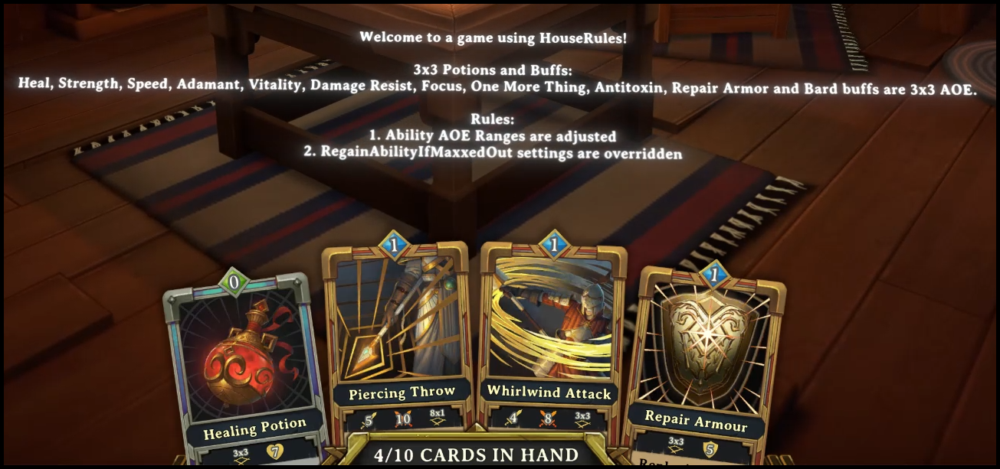 Welcome to a game using HouseRules!
3x3 Potions and Buffs:
Heal, Strength, Speed, Adamant, Vitality, Damage Resist, Focus, One More Thing, Antitoxin, Repair Armor and Bard buffs are 3x3 AOE.
Rules:
1. Ability AOE Ranges are adjusted
2. RegainAbilityIfMaxxedOut settings are overridden
0
Healing Potion
3x3 7
1
Piercing Throw
5 10 8x1
1
Whirlwind Attack
4 8 3x3
1
Repair Armour
3x3 5
4/10 CARDS IN HAND